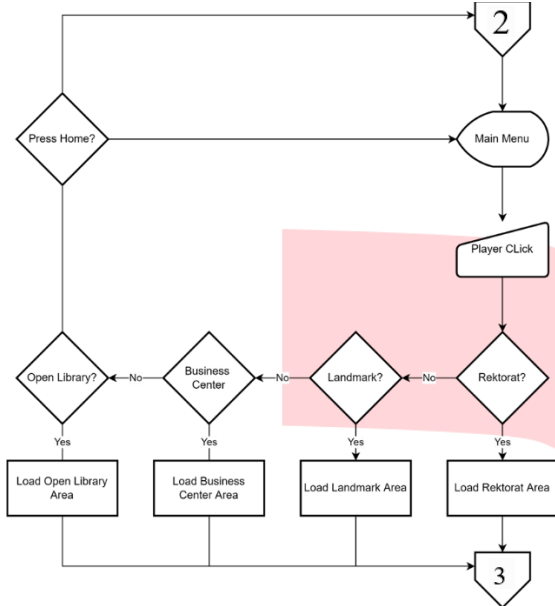 2
Press Home?
Main Menu
Player CLick
Open Library?
No
Business
Center
No
Landmark?
No
Rektorat?
Yes
Yes
Yes
Yes
Load Open Library
Area
Load Business
Center Area
Load Landmark Area
Load Rektorat Area
3